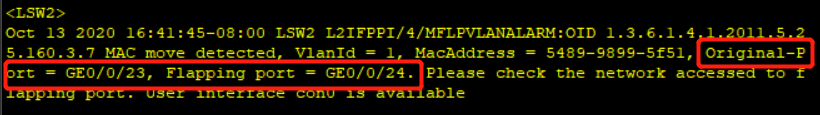 <LSW2>
Oct 13 2020 16:41:45-08:00 LSW2 L2IFPPI/4/MFLPVLANALARM:OID 1.3.6.1.4.1.2011.5.2
5.160.3.7 MAC move detected, VlanId = 1, MacAddress = 5489-9899-5f51, Original-P
ort = GE0/0/23, Flapping port = GE0/0/24. Please check the network accessed to f
lapping port. User interface con0 is available